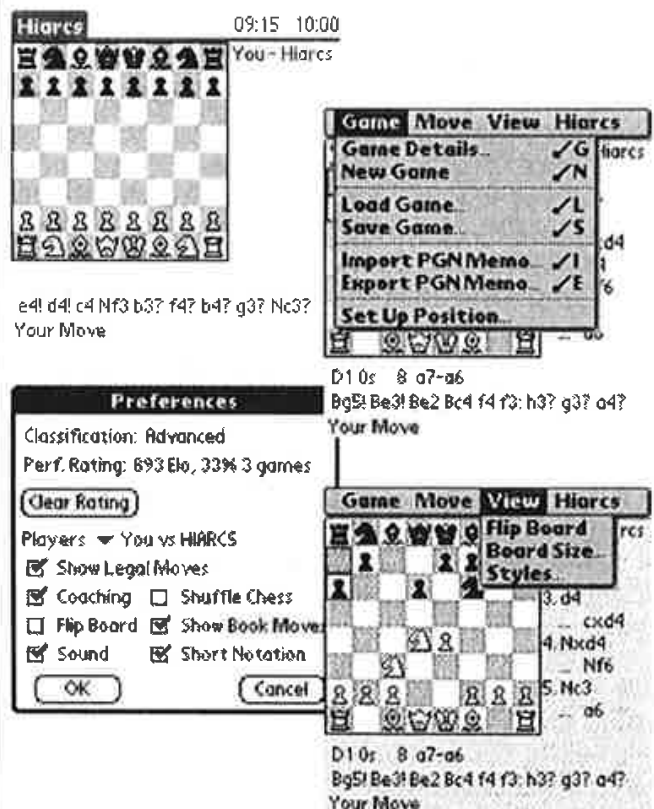 Hiarcs 09:15 10:00
You - Hiarcs
e4! d4! c4 Nf3 b3? f4? b4? g3? Nc3?
Your Move
Game Move View Hiarcs
Game Details... ✓G Hiarcs
New Game ✓N
Load Game... ✓L
Save Game... ✓S
d4
Import PGN Memo... ✓I
Export PGN Memo... ✓E
Set Up Position...
... a6
D1 0s 8 a7-a6
Bg5! Be3! Be2 Bc4 f4 f3: h3? g3? a4?
Your Move
Preferences
Classification: Advanced
Perf. Rating: 893 Elo, 33% 3 games
Clear Rating
Players You vs HIARCS
Show Legal Moves
Coaching Shuffle Chess
Flip Board Show Book Moves
Sound Short Notation
OK Cancel
Game Move View Hiarcs
Flip Board rcs
Board Size...
Styles...
3. d4
... cxd4
4. Nxd4
... Nf6
5. Nc3
... a6
D1 0s 8 a7-a6
Bg5! Be3! Be2 Bc4 f4 f3: h3? g3? a4?
Your Move